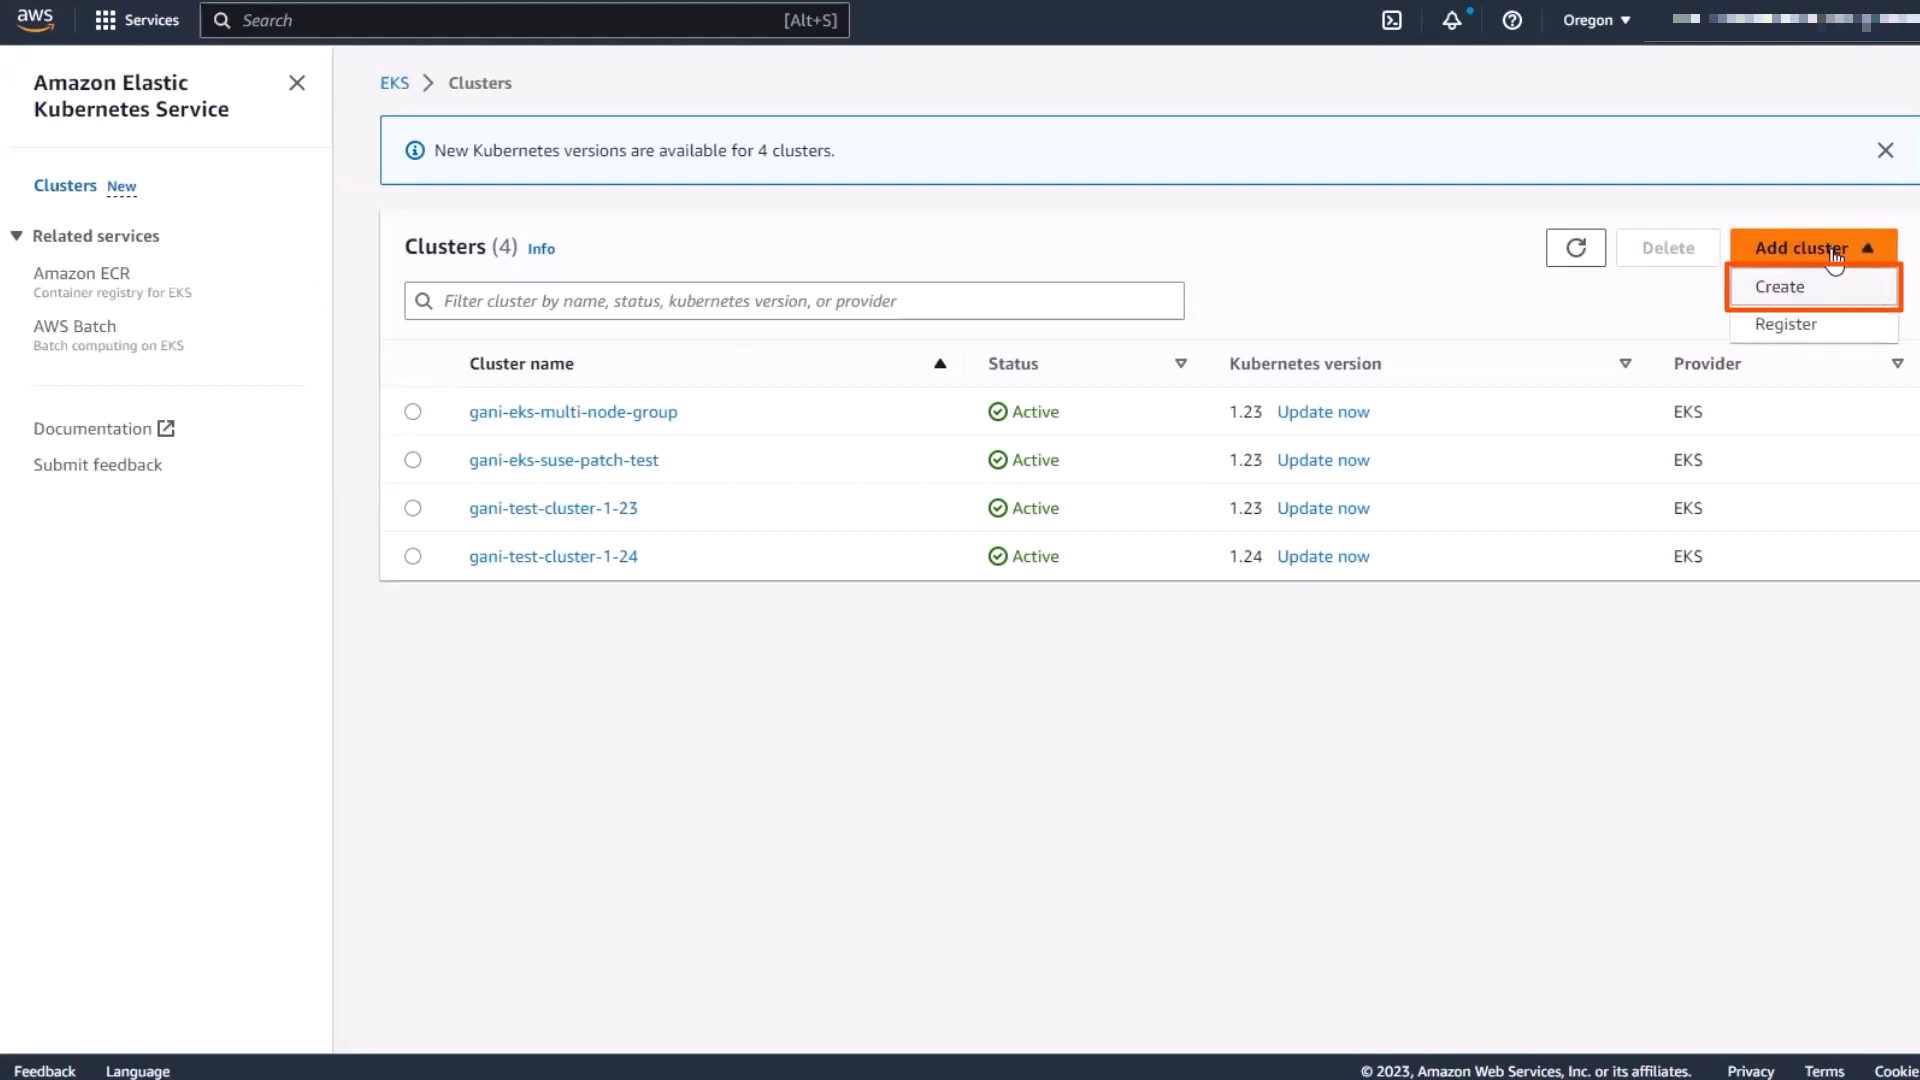 aws Services Search [Alt+S] Oregon
Amazon Elastic
Kubernetes Service
Clusters New
Related services
Amazon ECR
Container registry for EKS
AWS Batch
Batch computing on EKS
Documentation
Submit feedback
EKS Clusters
New Kubernetes versions are available for 4 clusters.
Clusters (4) Info
Delete
Add cluster
Create
Register
Filter cluster by name, status, kubernetes version, or provider
Cluster name Status Kubernetes version Provider
gani-eks-multi-node-group Active 1.23 Update now EKS
gani-eks-suse-patch-test Active 1.23 Update now EKS
gani-test-cluster-1-23 Active 1.23 Update now EKS
gani-test-cluster-1-24 Active 1.24 Update now EKS
Feedback Language © 2023, Amazon Web Services, Inc. or its affiliates. Privacy Terms Cookie